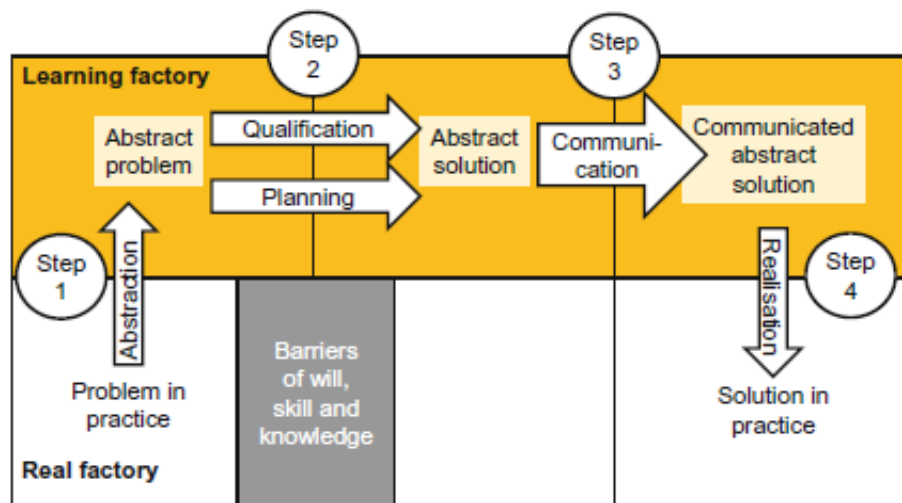 Step
2
Step
3
Learning factory
Abstract
problem
Qualification
Planning
Abstract
solution
Communi-
cation
Communicated
abstract
solution
Step
1
Abstraction
Realisation
Step
4
Problem in
practice
Barriers
of will,
skill and
knowledge
Solution in
practice
Real factory